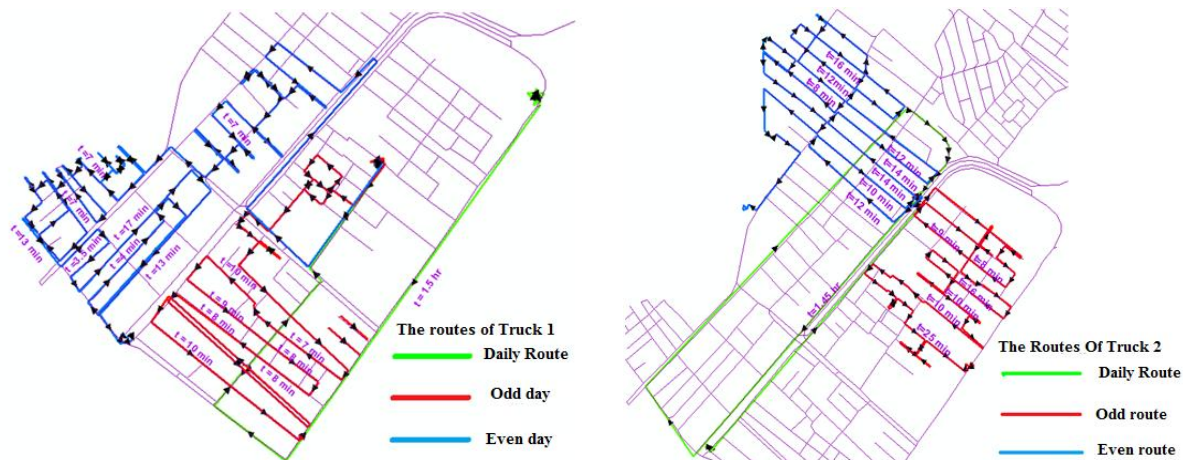 t=7 min
t=7 min
t=7 min
t=13 min
t=3.5 min
t=4 min
t=17 min
t=13 min
t=10 min
t = 9 min
t = 8 min
t = 10 min
t = 7 min
t = 8 min
t = 8 min
t = 1.5 hr
The routes of Truck 1
Daily Route
Odd day
Even day
t=16 min
t=12min
t=8 min
t=12 min
t=14 min
t=14 min
t=10 min
t=12 min
t=9 min
t=8 min
t=16 min
t=10 min
t=10 min
t=25 min
t=1.45 hr
The Routes Of Truck 2
Daily Route
Odd route
Even route